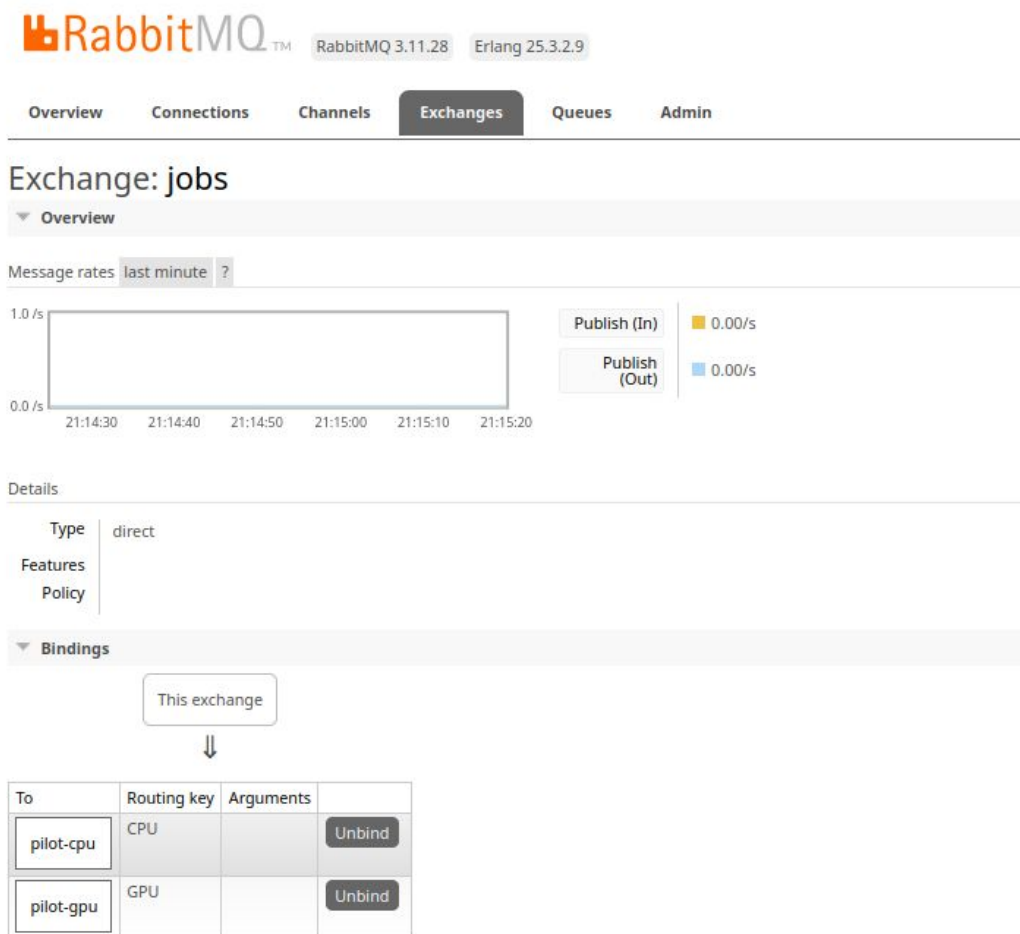 RabbitMQ TM RabbitMQ 3.11.28 Erlang 25.3.2.9
Overview Connections Channels Exchanges Queues Admin
Exchange: jobs
Overview
Message rates last minute ?
1.0 /s
0.0 /s
21:14:30 21:14:40 21:14:50 21:15:00 21:15:10 21:15:20
Publish (In) 0.00/s
Publish
(Out) 0.00/s
Details
Type direct
Features
Policy
Bindings
This exchange
⇓
To Routing key Arguments
pilot-cpu CPU Unbind
pilot-gpu GPU Unbind